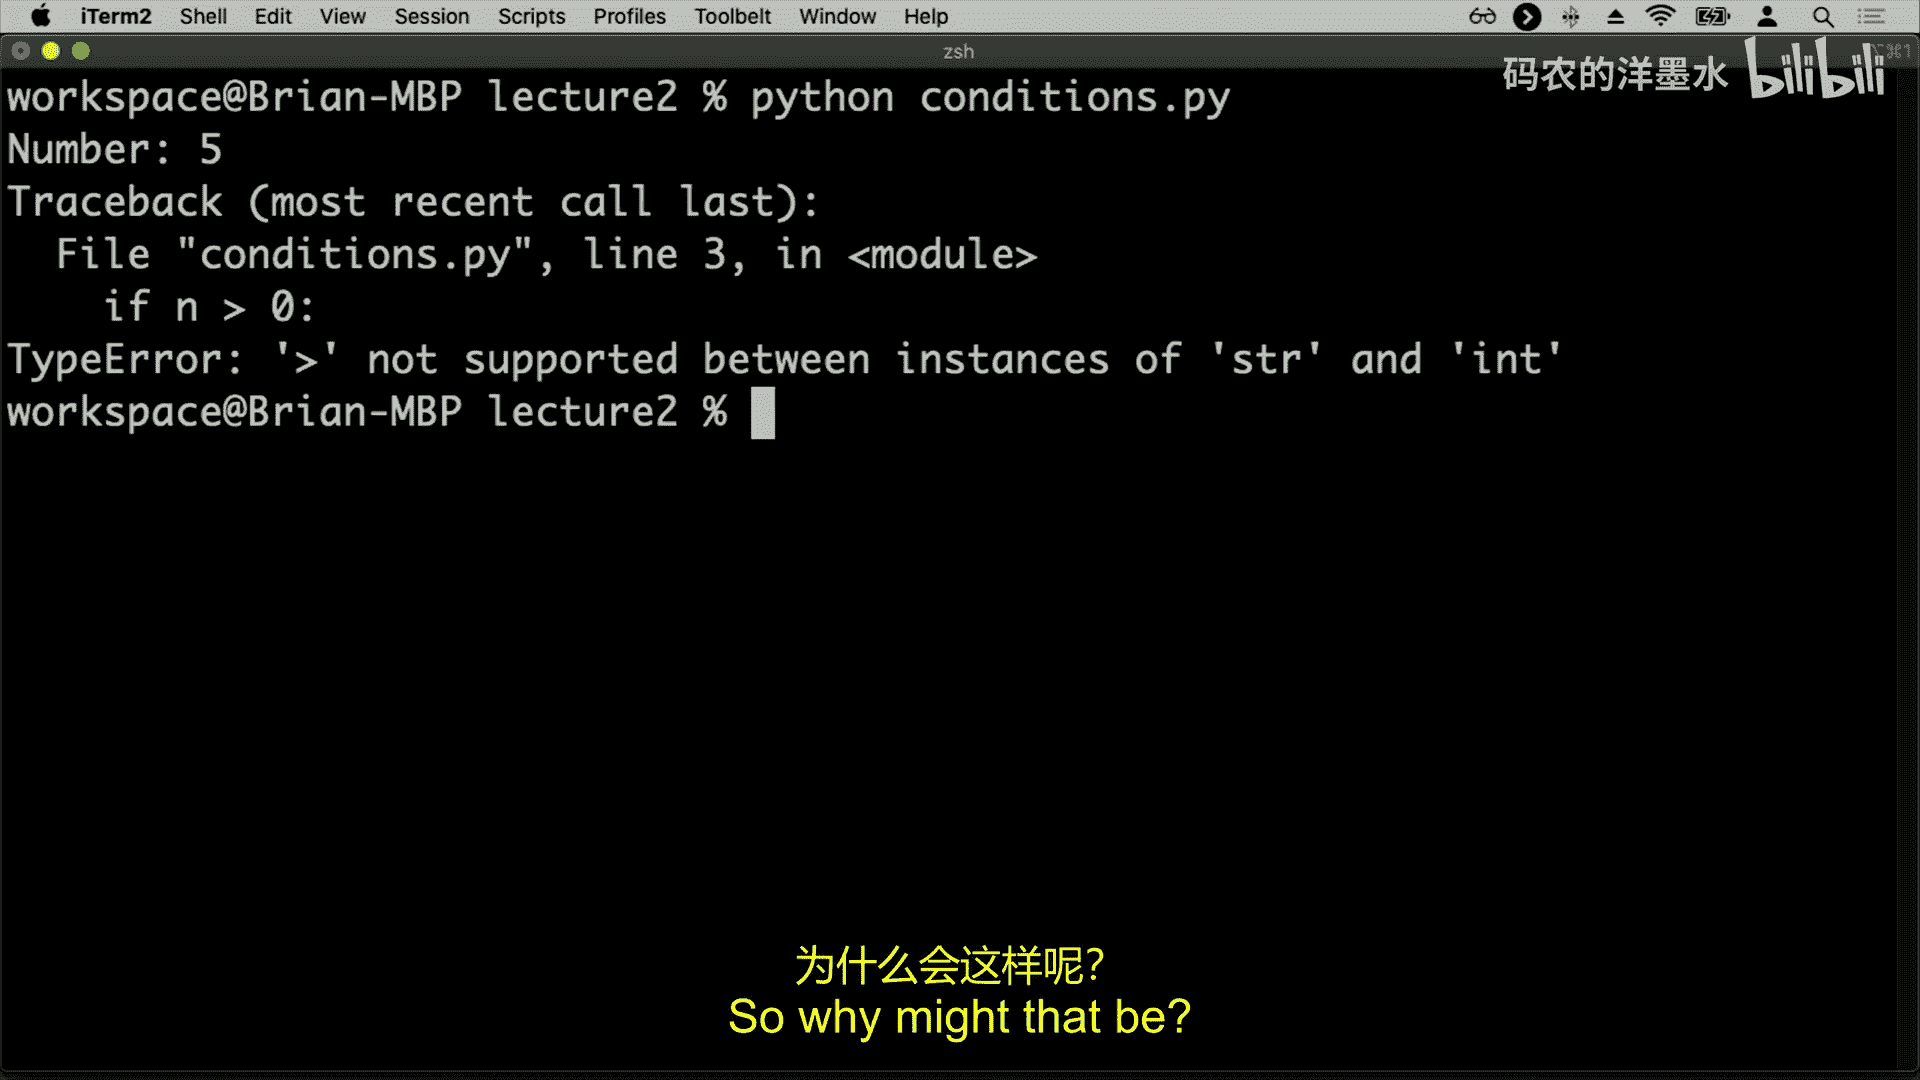 iTerm2 Shell Edit View Session Scripts Profiles Toolbelt Window Help
zsh
⌘1
码农的洋墨水 bilibili
workspace@Brian-MBP lecture2 % python conditions.py
Number: 5
Traceback (most recent call last):
  File "conditions.py", line 3, in <module>
    if n > 0:
TypeError: '>' not supported between instances of 'str' and 'int'
workspace@Brian-MBP lecture2 %
为什么会这样呢?
So why might that be?